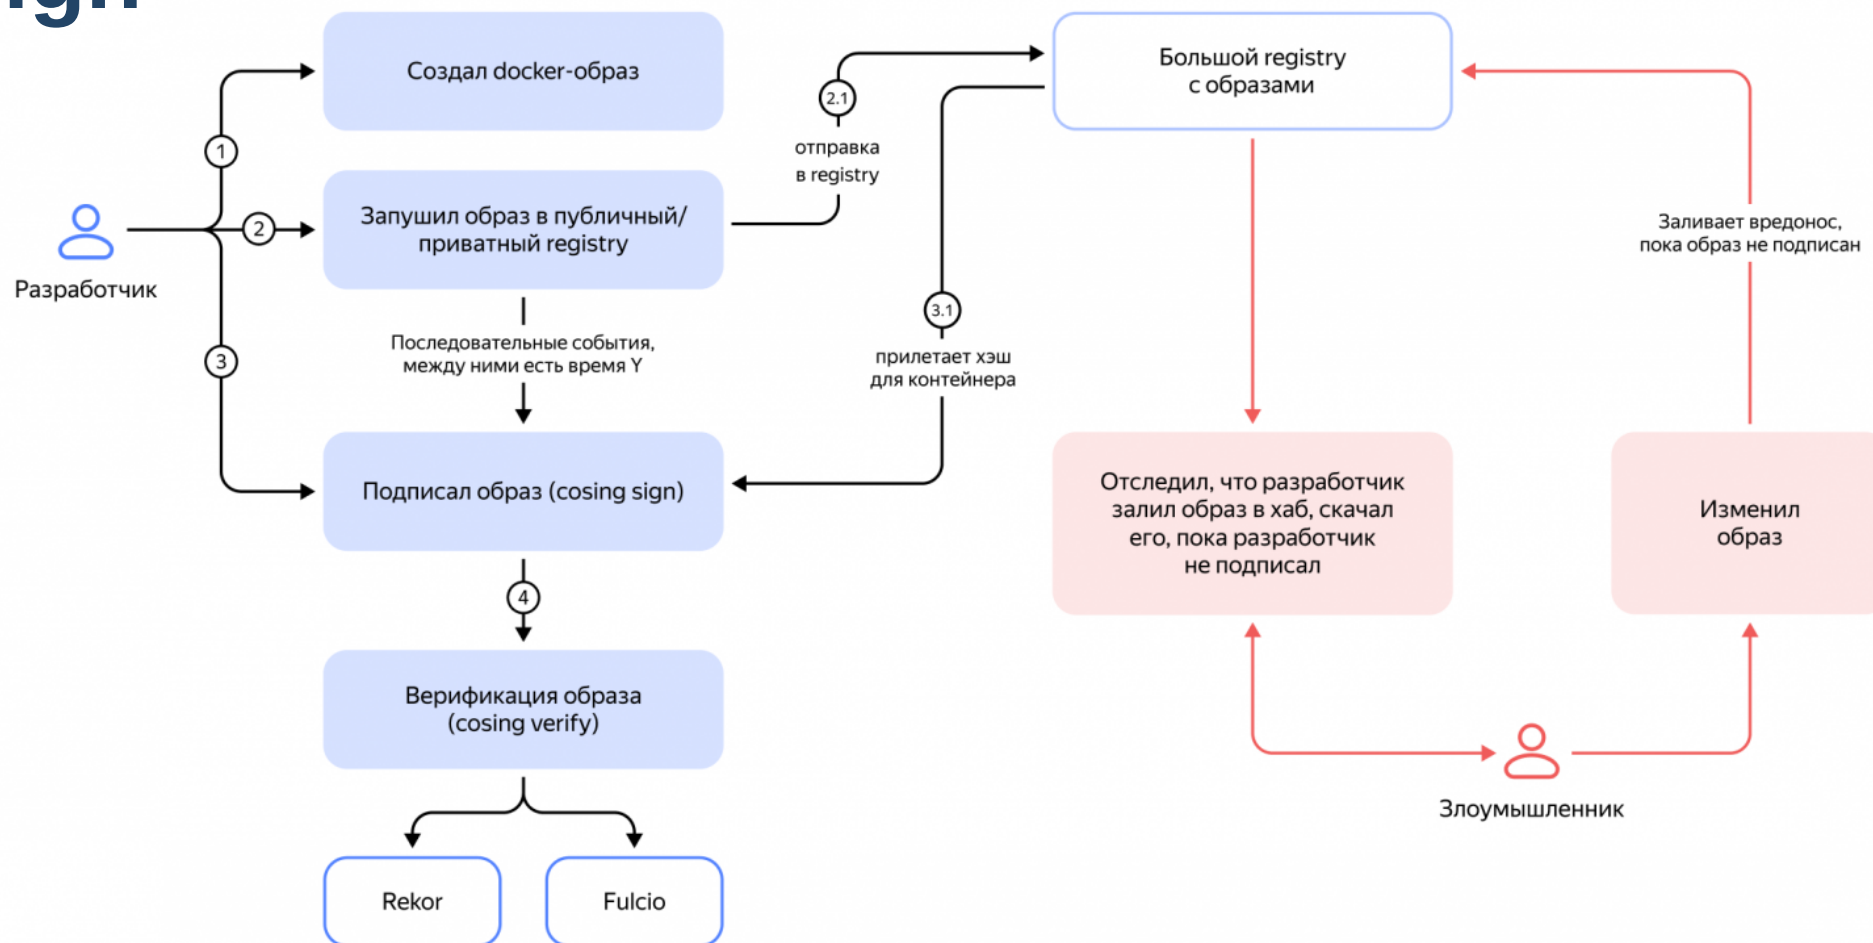 ign
Создал docker-образ
1
2
3
Разработчик
Запушил образ в публичный/
приватный registry
2.1
отправка
в registry
Большой registry
с образами
Последовательные события,
между ними есть время Y
3.1
прилетает хэш
для контейнера
Подписал образ (cosing sign)
4
Верификация образа
(cosing verify)
Rekor
Fulcio
Отследил, что разработчик
залил образ в хаб, скачал
его, пока разработчик
не подписал
Заливает вредонос,
пока образ не подписан
Изменил
образ
Злоумышленник